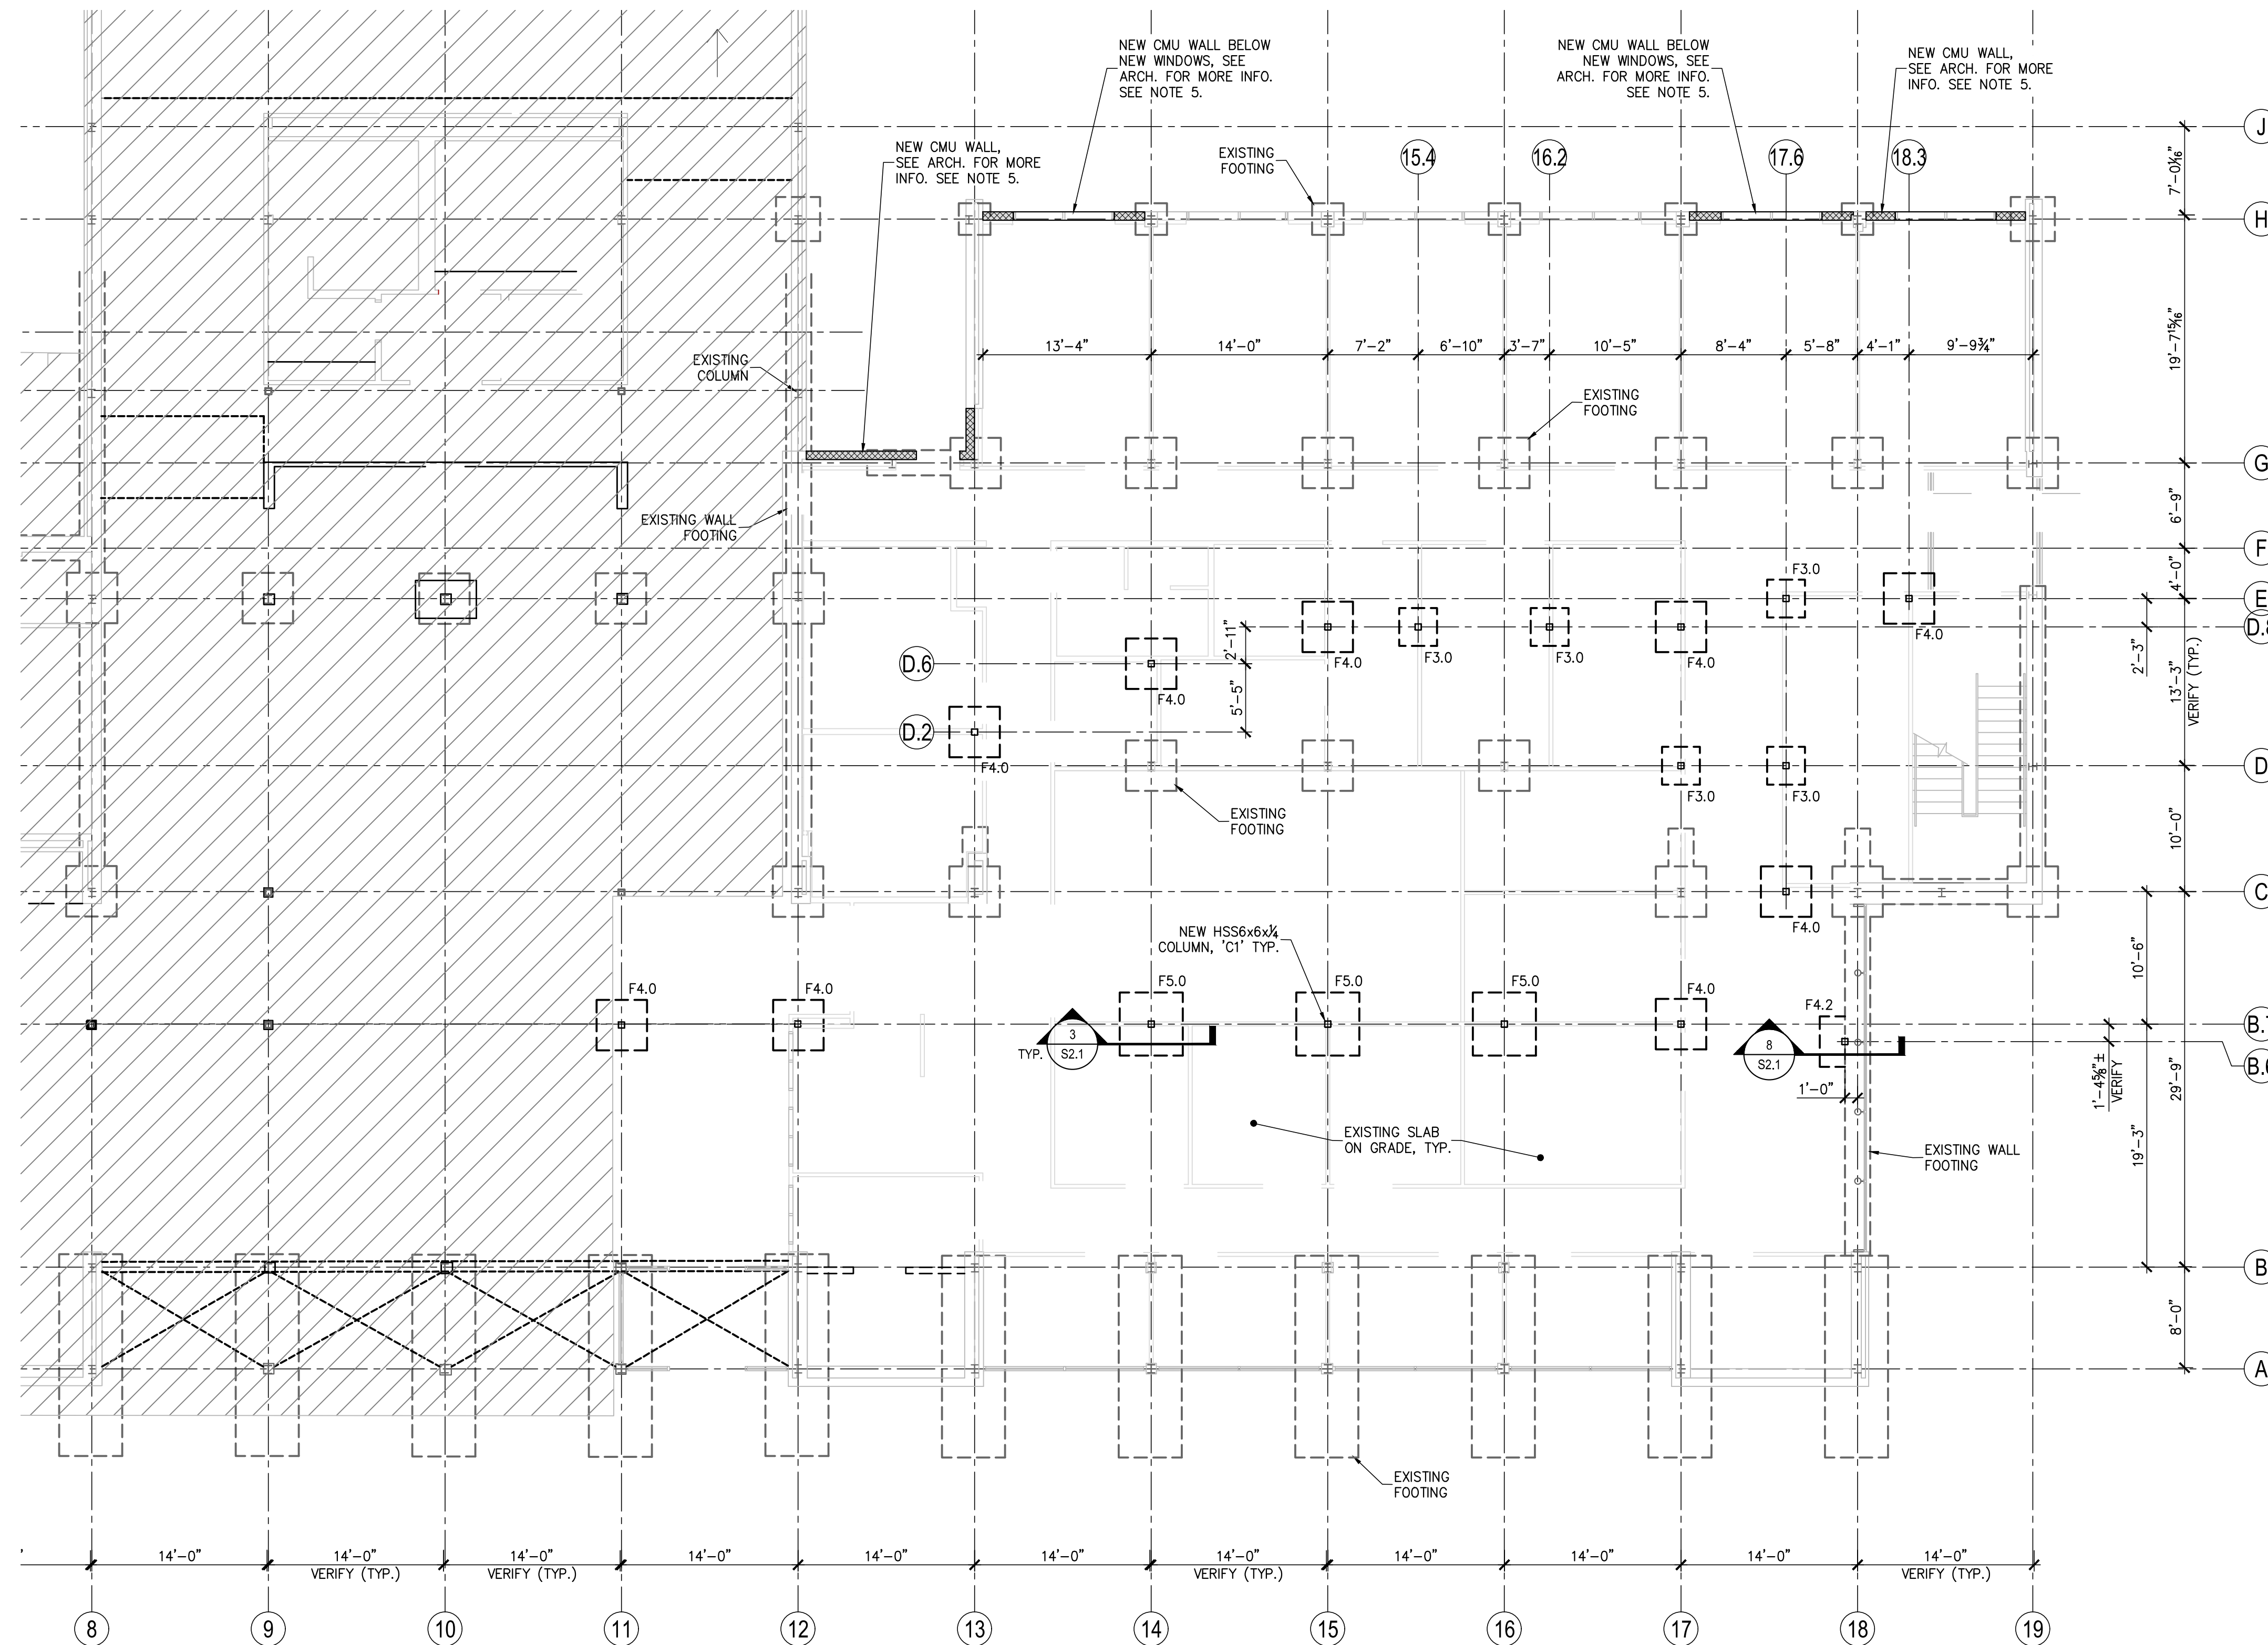 NEW CMU WALL BELOW
NEW WINDOWS, SEE
ARCH. FOR MORE INFO.
SEE NOTE 5.
NEW CMU WALL BELOW
NEW WINDOWS, SEE
ARCH. FOR MORE INFO.
SEE NOTE 5.
NEW CMU WALL,
SEE ARCH. FOR MORE
INFO. SEE NOTE 5.
J
NEW CMU WALL,
SEE ARCH. FOR MORE
INFO. SEE NOTE 5.
EXISTING
FOOTING
15.4
16.2
17.6
18.3
7'-0 1/16"
H
13'-4"
14'-0"
7'-2"
6'-10"
3'-7"
10'-5"
8'-4"
5'-8"
4'-1"
9'-9 3/4"
19'-7 15/16"
EXISTING
COLUMN
EXISTING
FOOTING
G
EXISTING WALL
FOOTING
6'-9"
F
4'-0"
F3.0
E
F4.0
2'-11"
F4.0
F3.0
F3.0
F4.0
2'-3"
D.6
F4.0
5'-5"
13'-3"
VERIFY (TYP.)
D.2
F4.0
D
F3.0
F3.0
EXISTING
FOOTING
10'-0"
C
F4.0
NEW HSS6x6x1/4
COLUMN, 'C1' TYP.
10'-6"
F4.0
F4.0
F5.0
F5.0
F5.0
F4.0
F4.2
TYP.
3
S2.1
8
S2.1
1'-0"
1'-4 5/8"±
VERIFY
29'-9"
EXISTING SLAB
ON GRADE, TYP.
EXISTING WALL
FOOTING
19'-3"
B
8'-0"
A
EXISTING
FOOTING
14'-0"
14'-0"
VERIFY (TYP.)
14'-0"
VERIFY (TYP.)
14'-0"
14'-0"
14'-0"
14'-0"
VERIFY (TYP.)
14'-0"
14'-0"
14'-0"
14'-0"
VERIFY (TYP.)
8
9
10
11
12
13
14
15
16
17
18
19